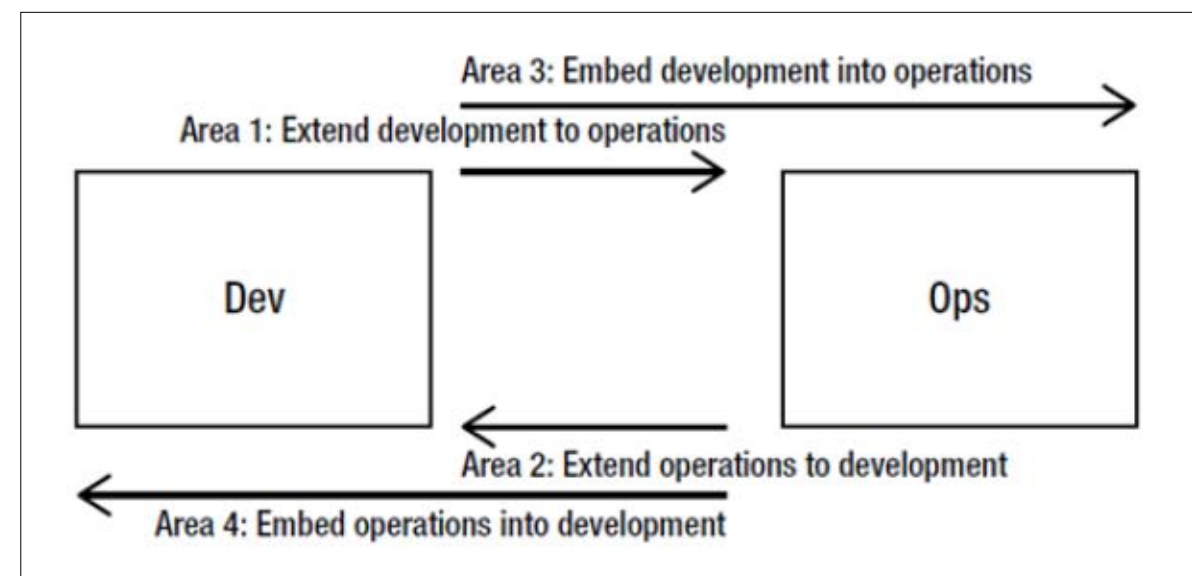 Area 3: Embed development into operations
Area 1: Extend development to operations
Dev
Ops
Area 2: Extend operations to development
Area 4: Embed operations into development